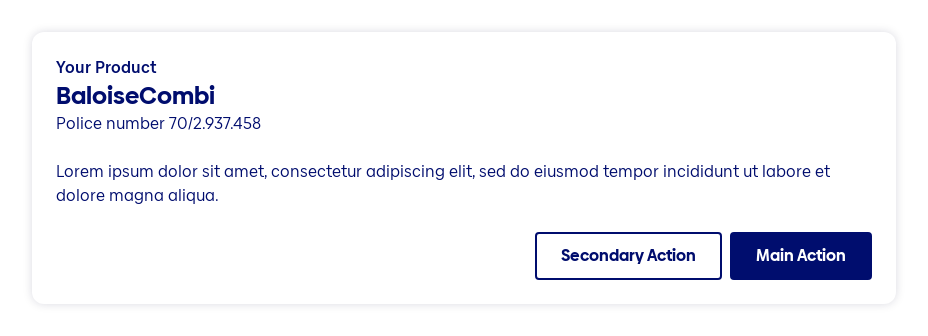 Your Product
BaloiseCombi
Police number 70/2.937.458
Lorem ipsum dolor sit amet, consectetur adipiscing elit, sed do eiusmod tempor incididunt ut labore et
dolore magna aliqua.
Secondary Action
Main Action